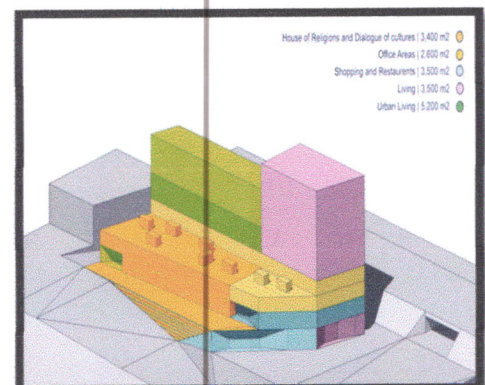 House of Religions and Dialogue of cultures | 3.400 m2
Office Areas | 2.600 m2
Shopping and Restaurents | 3.500 m2
Living | 3.500 m2
Urban Living | 5.200 m2